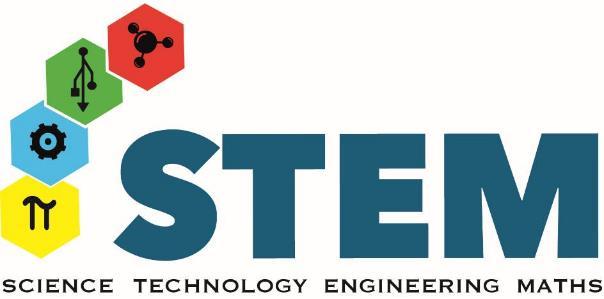 π
STEM
SCIENCE TECHNOLOGY ENGINEERING MATHS